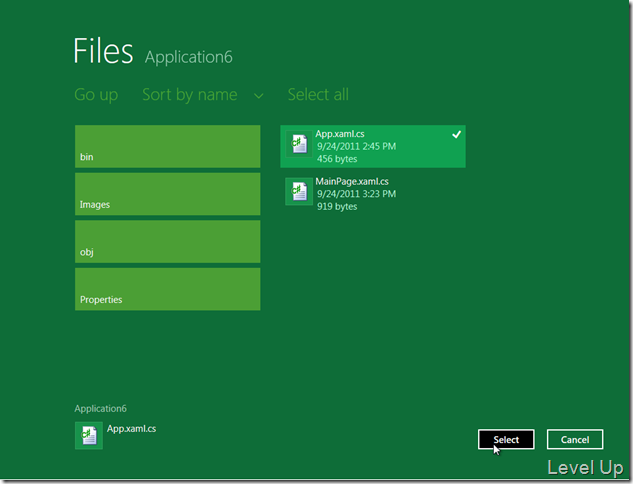 Files Application6
Go up Sort by name Select all
bin
Images
obj
Properties
App.xaml.cs
9/24/2011 2:45 PM
456 bytes
MainPage.xaml.cs
9/24/2011 3:23 PM
919 bytes
Application6
App.xaml.cs
Select Cancel
Level Up